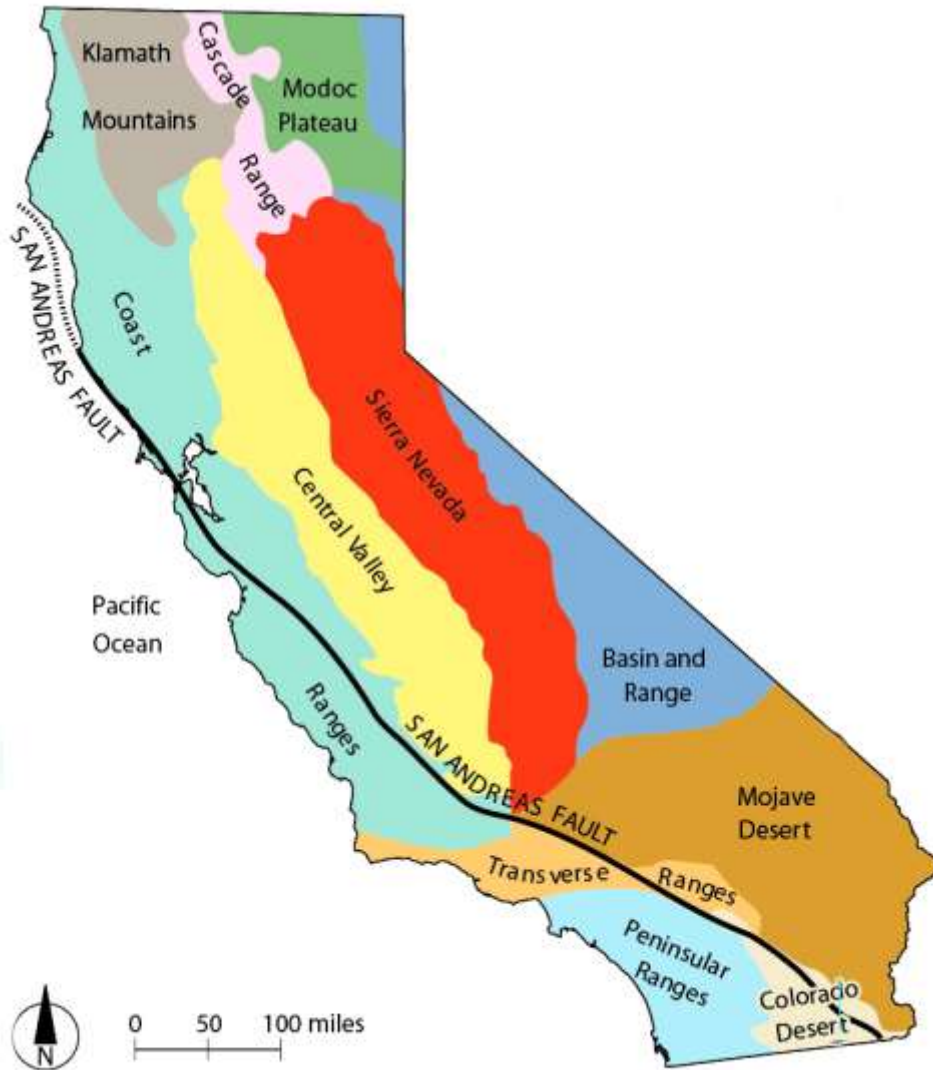 Klamath
Mountains
Cascade
Range
Modoc
Plateau
SAN ANDREAS FAULT
Coast
Sierra Nevada
Central Valley
Pacific
Ocean
Ranges
Basin and
Range
SAN ANDREAS FAULT
Mojave
Desert
Transverse
Ranges
Peninsular
Ranges
Colorado
Desert
N
0 50 100 miles